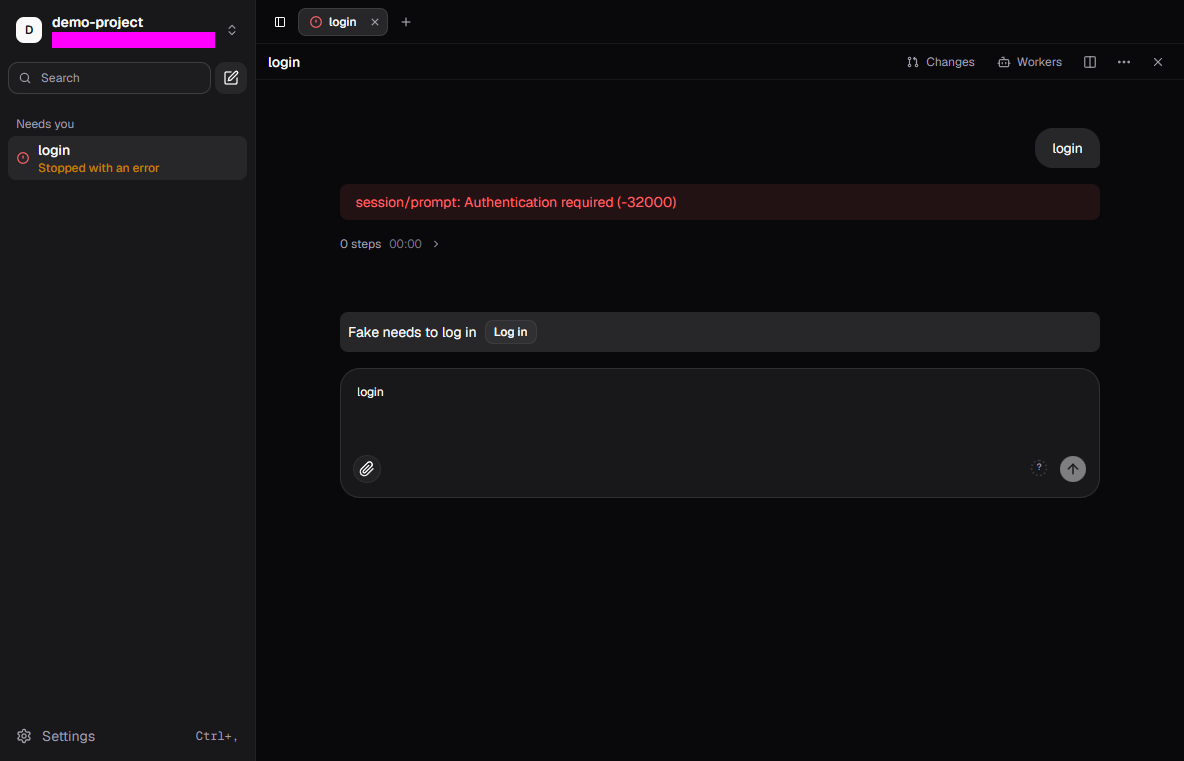 D
demo-project
Search
Needs you
login
Stopped with an error
Settings
Ctrl+,
login
login
Changes
Workers
login
session/prompt: Authentication required (-32000)
0 steps 00:00
Fake needs to log in
Log in
login
?